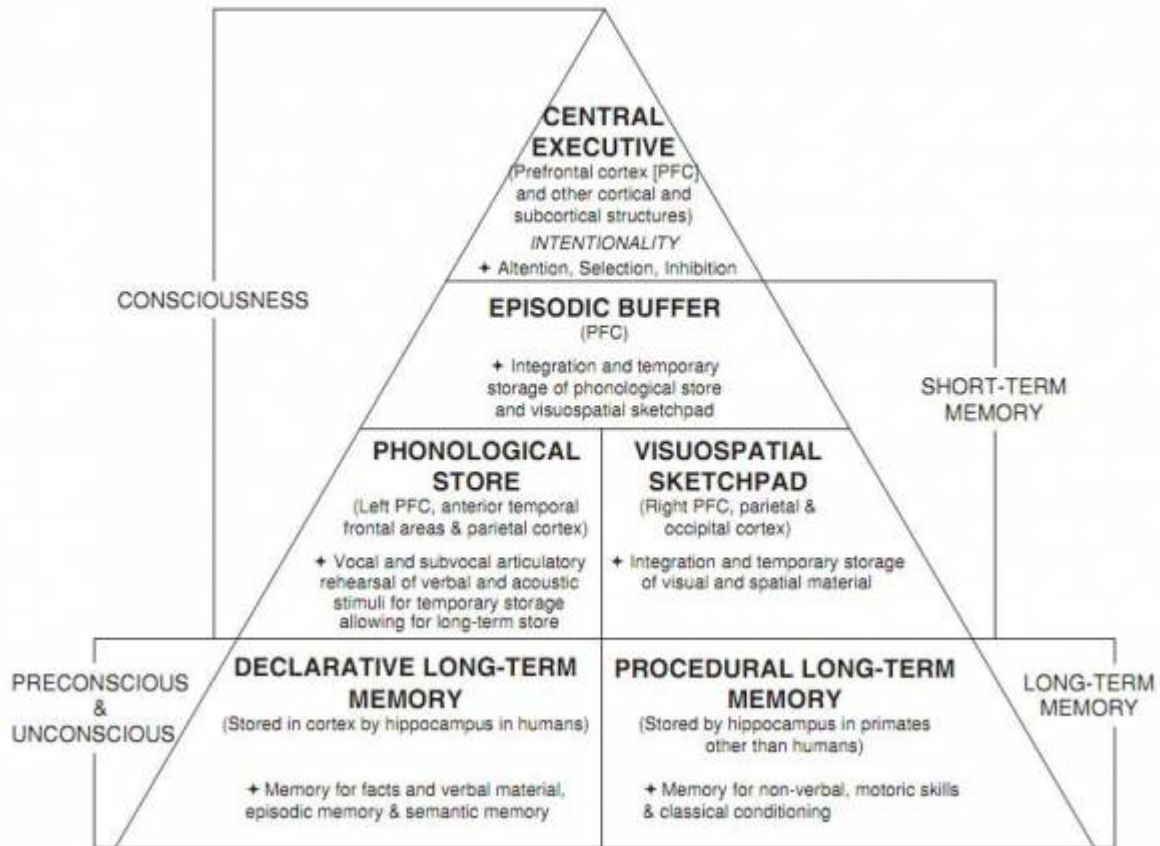 CENTRAL
EXECUTIVE
(Prefrontal cortex [PFC]
and other cortical and
subcortical structures)
INTENTIONALITY
✦ Attention, Selection, Inhibition
CONSCIOUSNESS
EPISODIC BUFFER
(PFC)
✦ Integration and temporary
storage of phonological store
and visuospatial sketchpad
SHORT-TERM
MEMORY
PHONOLOGICAL
STORE
(Left PFC, anterior temporal
frontal areas & parietal cortex)
✦ Vocal and subvocal articulatory
rehearsal of verbal and acoustic
stimuli for temporary storage
allowing for long-term store
VISUOSPATIAL
SKETCHPAD
(Right PFC, parietal &
occipital cortex)
✦ Integration and temporary storage
of visual and spatial material
PRECONSCIOUS
&
UNCONSCIOUS
DECLARATIVE LONG-TERM
MEMORY
(Stored in cortex by hippocampus in humans)
✦ Memory for facts and verbal material,
episodic memory & semantic memory
PROCEDURAL LONG-TERM
MEMORY
(Stored by hippocampus in primates
other than humans)
✦ Memory for non-verbal, motoric skills
& classical conditioning
LONG-TERM
MEMORY